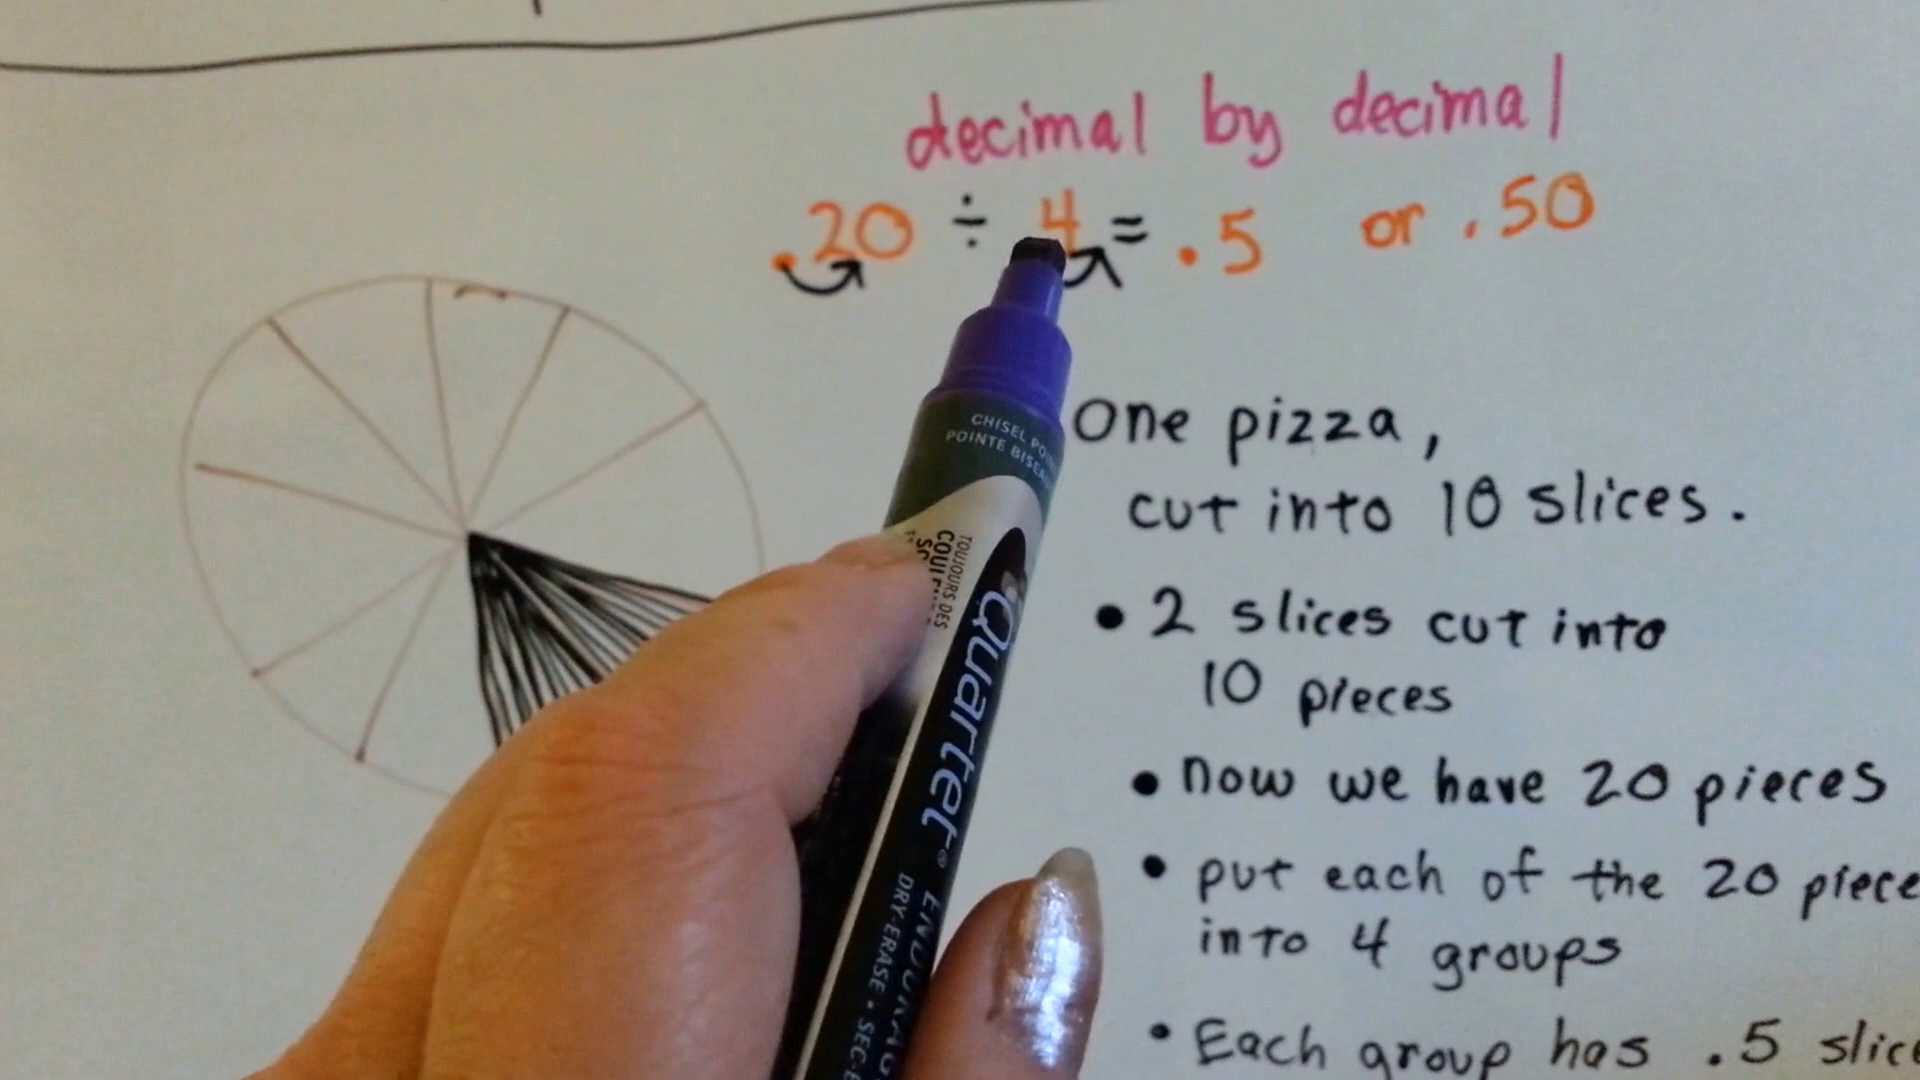 decimal by decimal
.20 ÷ 4 = .5 or .50
One pizza,
cut into 10 slices.
• 2 slices cut into
10 pieces
• now we have 20 pieces
• put each of the 20 piece
into 4 groups
• Each group has .5 slice
CHISEL
POINTE
TOUJOURS DES
Quartet®
DRY-ERASE •